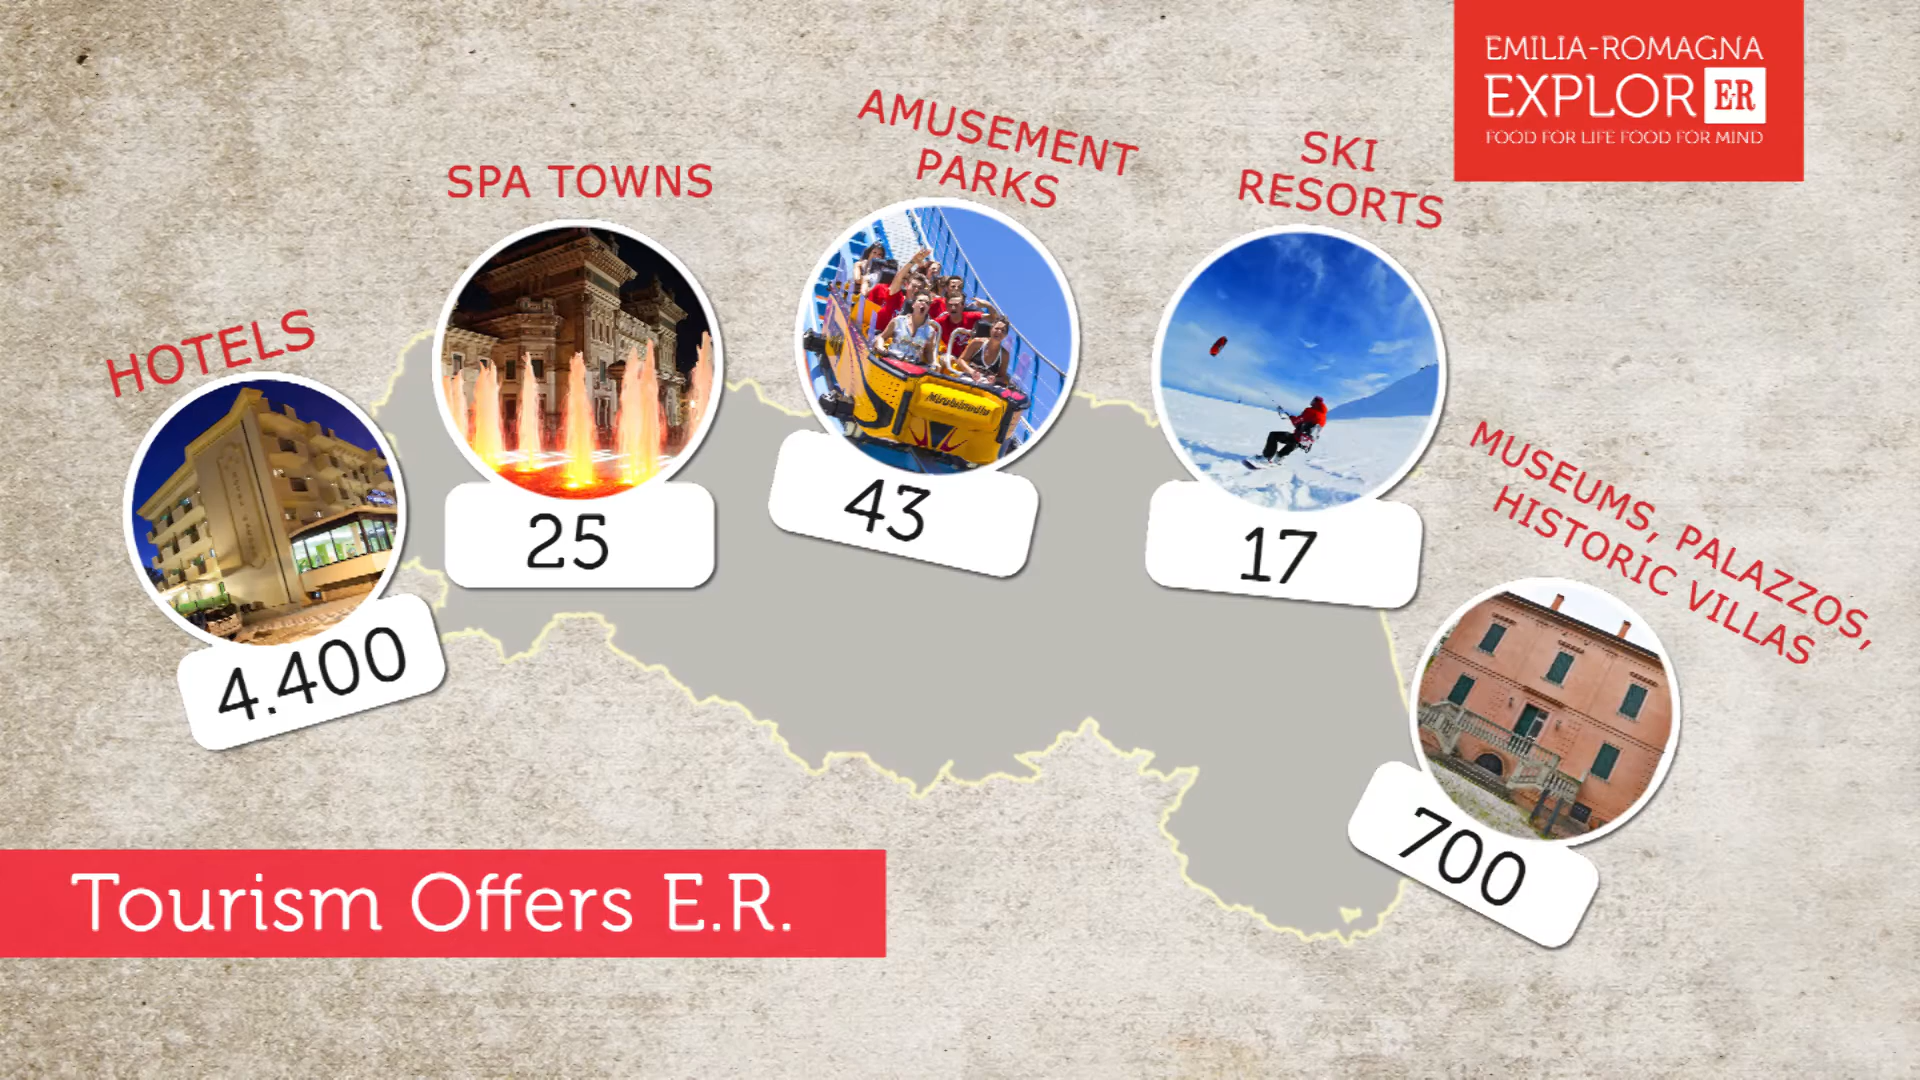 EMILIA-ROMAGNA
EXPLOR E·R
FOOD FOR LIFE FOOD FOR MIND
HOTELS
4.400
SPA TOWNS
25
AMUSEMENT
PARKS
Mirabilandia
43
SKI
RESORTS
17
MUSEUMS, PALAZZOS,
HISTORIC VILLAS
700
Tourism Offers E.R.